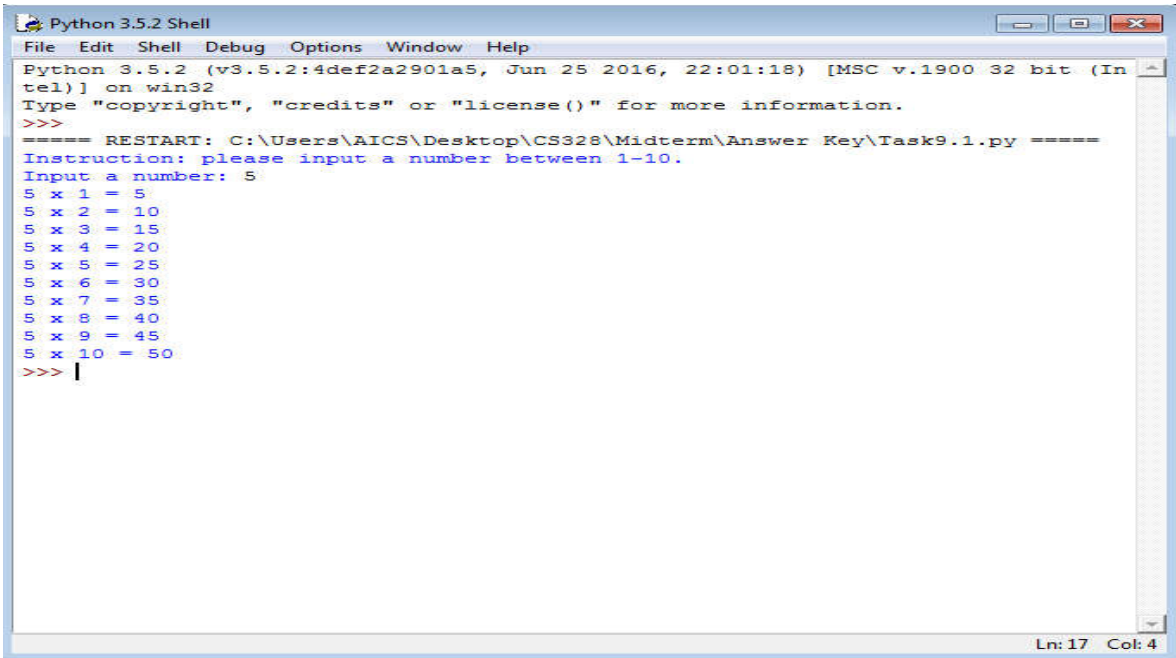 Python 3.5.2 Shell
File Edit Shell Debug Options Window Help
Python 3.5.2 (v3.5.2:4def2a2901a5, Jun 25 2016, 22:01:18) [MSC v.1900 32 bit (In
tel)] on win32
Type "copyright", "credits" or "license()" for more information.
>>>
===== RESTART: C:\Users\AICS\Desktop\CS328\Midterm\Answer Key\Task9.1.py =====
Instruction: please input a number between 1-10.
Input a number: 5
5 x 1 = 5
5 x 2 = 10
5 x 3 = 15
5 x 4 = 20
5 x 5 = 25
5 x 6 = 30
5 x 7 = 35
5 x 8 = 40
5 x 9 = 45
5 x 10 = 50
>>>
Ln: 17 Col: 4